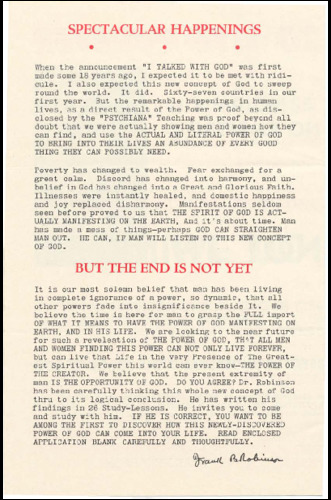 SPECTACULAR HAPPENINGS
When the announcement "I TALKED WITH GOD" was first
made some 18 years ago, I expected it to be met with ridi-
cule. I also expected this new concept of God to sweep
round the world. It did. Sixty-seven countries in our
first year. But the remarkable happenings in human
lives, as a direct result of the Power of God, as dis-
closed by the "PSYCHIANA" Teaching was proof beyond all
doubt that we were actually showing men and women how they
can find, and use the ACTUAL AND LITERAL POWER OF GOD
TO BRING INTO THEIR LIVES AN ABUNDANCE OF EVERY GOOD
THING THEY CAN POSSIBLY NEED.
Poverty has changed to wealth. Fear exchanged for a
great calm. Discord has changed into harmony, and un-
belief in God has changed into a Great and Glorious Faith.
Illnesses were instantly healed, and domestic happiness
and joy replaced disharmony. Manifestations seldom
seen before proved to us that THE SPIRIT OF GOD IS ACT-
UALLY MANIFESTING ON THE EARTH, And it's about time. Man
has made a mess of things-perhaps GOD CAN STRAIGHTEN
MAN OUT. HE CAN, IF MAN WILL LISTEN TO THIS NEW CONCEPT
OF GOD.
BUT THE END IS NOT YET
It is our most solemn belief that man has been living
in complete ignorance of a power, so dynamic, that all
other powers fade into insignificance beside It. We
believe the time is here for man to grasp the FULL import
OF WHAT IT MEANS TO HAVE THE POWER OF GOD MANIFESTING ON
EARTH, AND IN HIS LIFE. We are looking to the near future
for such a revelation of THE POWER OF GOD, THAT ALL MEN
AND WOMEN FINDING THIS POWER CAN NOT ONLY LIVE FOREVER,
but can live that Life in the very Presence of The Great-
est Spiritual Power this world can ever know-THE POWER OF
THE CREATOR. We believe that the present extremity of
man IS THE OPPORTUNITY OF GOD. DO YOU AGREE? Dr. Robinson
has been carefully thinking this whole new concept of God
thru to its logical conclusion. He has written his
findings in 26 Study-Lessons. He invites you to come
and study with him. IF HE IS CORRECT, YOU WANT TO BE
AMONG THE FIRST TO DISCOVER HOW THIS NEWLY-DISCOVERED
POWER OF GOD CAN COME INTO YOUR LIFE. READ ENCLOSED
APPLICATION BLANK CAREFULLY AND THOUGHTFULLY.
Frank B. Robinson